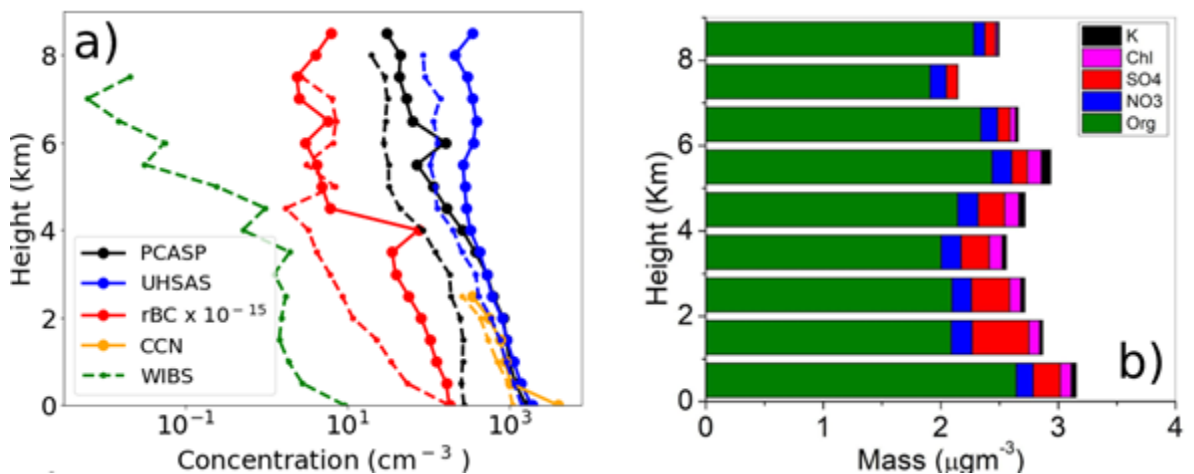 a)
Height (km)
8
6
4
2
0
PCASP
UHSAS
rBC x 10⁻¹⁵
CCN
WIBS
10⁻¹ 10¹ 10³
Concentration (cm⁻³)
b)
Height (Km)
8
6
4
2
0
K
Chl
SO4
NO3
Org
0 1 2 3 4
Mass (μgm⁻³)